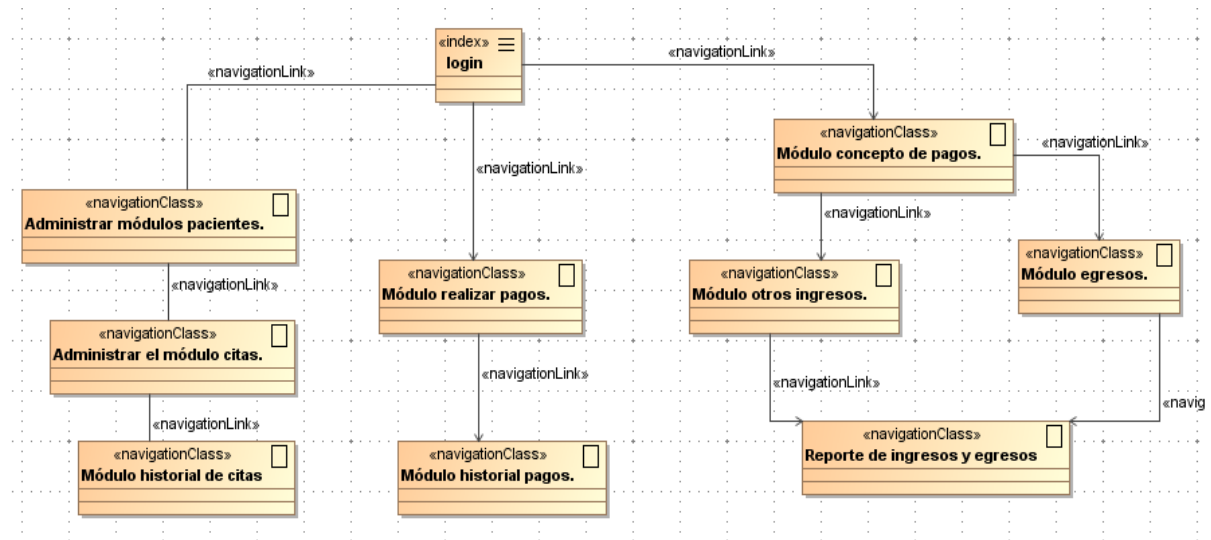 «index»
login
«navigationLink»
«navigationLink»
«navigationLink»
«navigationClass»
Módulo concepto de pagos.
«navigationLink»
«navigationLink»
«navigationClass»
Administrar módulos pacientes.
«navigationLink»
«navigationClass»
Módulo realizar pagos.
«navigationClass»
Módulo otros ingresos.
«navigationClass»
Módulo egresos.
«navigationClass»
Administrar el módulo citas.
«navigationLink»
«navigationLink»
«navigationLink»
«navig
«navigationClass»
Módulo historial de citas
«navigationClass»
Módulo historial pagos.
«navigationClass»
Reporte de ingresos y egresos